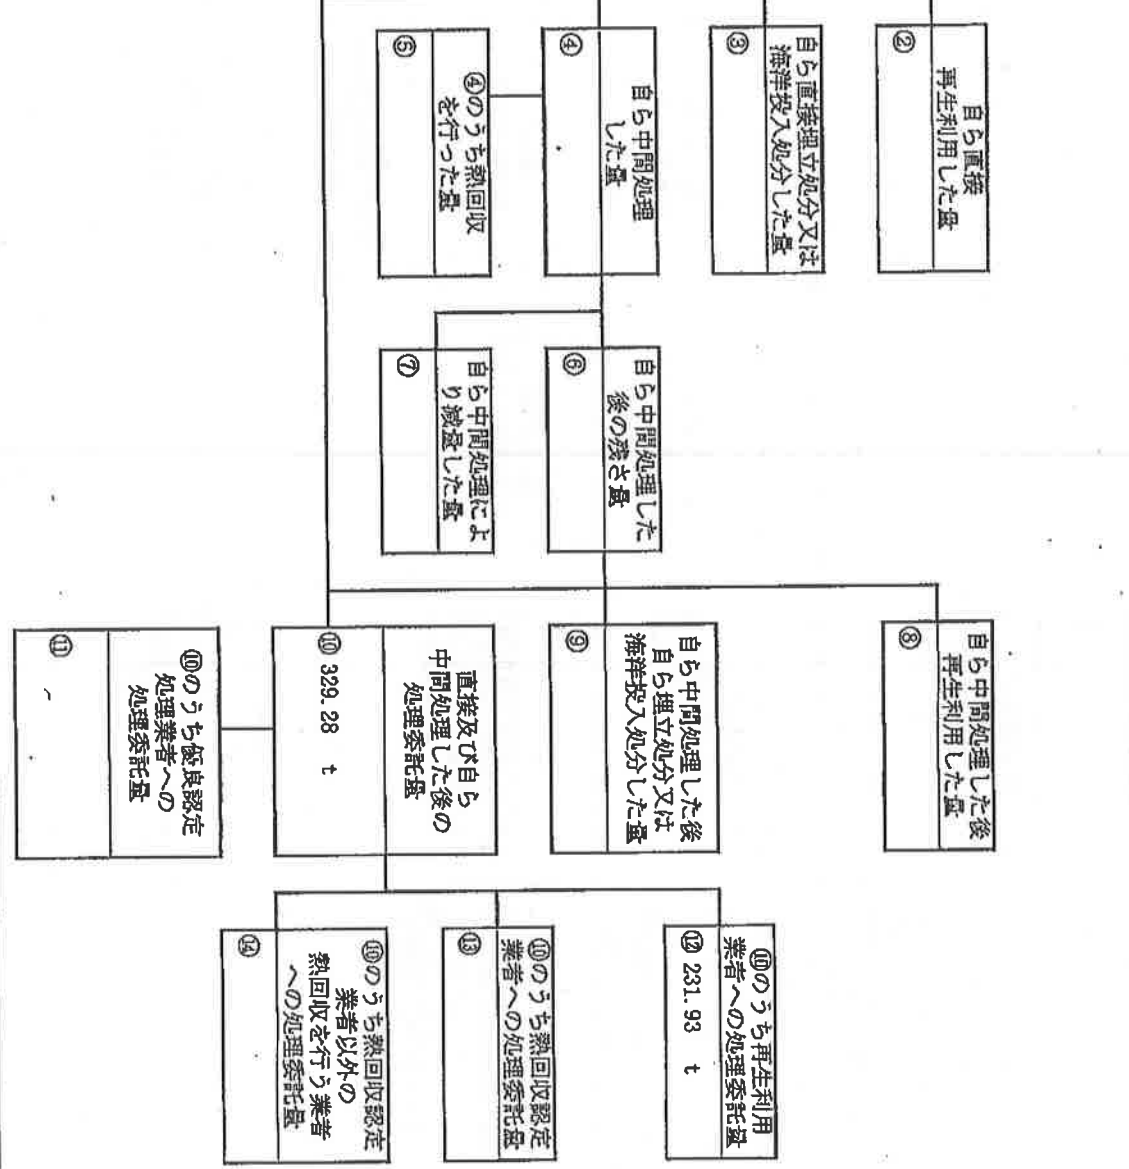 自ら直接
再生利用した量
②
自ら直接埋立処分又は
海洋投入処分した量
③
自ら中間処理
した量
④
④のうち熱回収
を行った量
⑤
自ら中間処理した
後の残さ量
⑥
自ら中間処理によ
り減量した量
⑦
自ら中間処理した後
再生利用した量
⑧
自ら中間処理した後
自ら埋立処分又は
海洋投入処分した量
⑨
直接及び自ら
中間処理した後の
処理委託量
⑩ 329.28 t
⑩のうち優良認定
処理業者への
処理委託量
⑪
⑩のうち再生利用
業者への処理委託量
⑫ 231.93 t
⑩のうち熱回収認定
業者への処理委託量
⑬
⑩のうち熱回収認定
業者以外の
熱回収を行う業者
への処理委託量
⑭